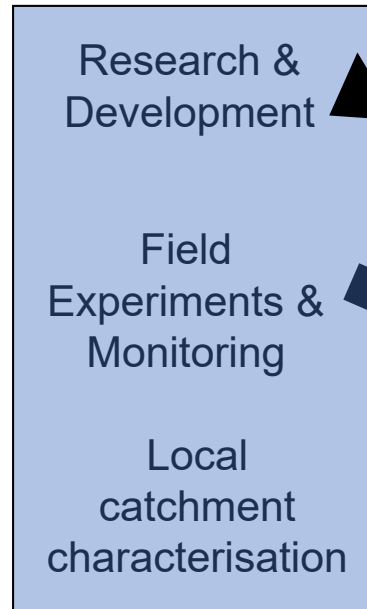 Research &
Development
Field
Experiments &
Monitoring
Local
catchment
characterisation